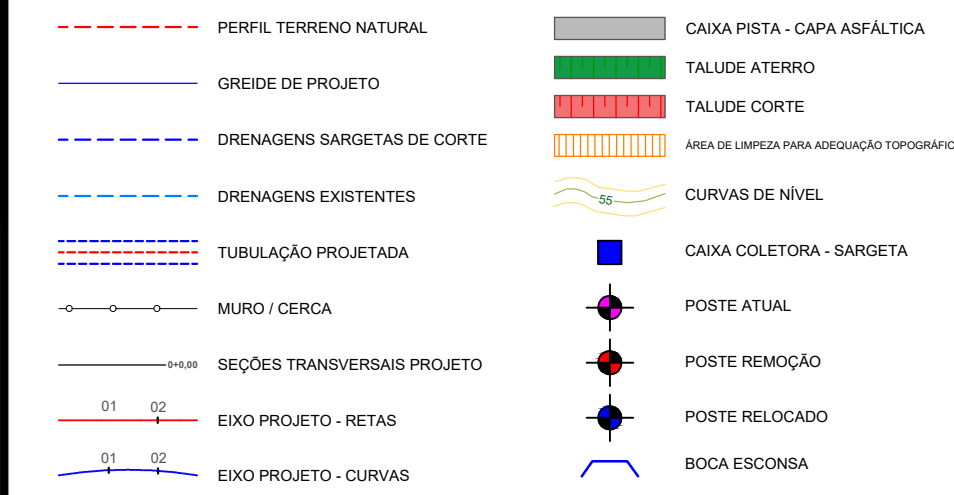 PERFIL TERRENO NATURAL
GREIDE DE PROJETO
DRENAGENS SARGETAS DE CORTE
DRENAGENS EXISTENTES
TUBULAÇÃO PROJETADA
MURO / CERCA
0+0,00 SEÇÕES TRANSVERSAIS PROJETO
01 02
EIXO PROJETO - RETAS
01 02
EIXO PROJETO - CURVAS
CAIXA PISTA - CAPA ASFÁLTICA
TALUDE ATERRO
TALUDE CORTE
ÁREA DE LIMPEZA PARA ADEQUAÇÃO TOPOGRÁFIC
55 CURVAS DE NÍVEL
CAIXA COLETORA - SARGETA
POSTE ATUAL
POSTE REMOÇÃO
POSTE RELOCADO
BOCA ESCONSA